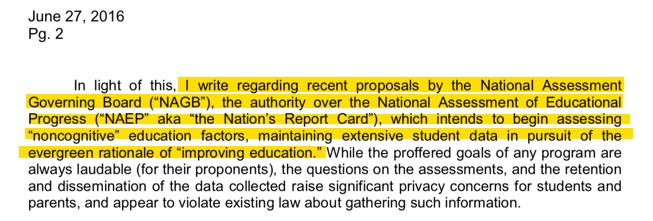 June 27, 2016
Pg. 2
In light of this, I write regarding recent proposals by the National Assessment
Governing Board (“NAGB”), the authority over the National Assessment of Educational
Progress (“NAEP” aka “the Nation’s Report Card”), which intends to begin assessing
“noncognitive” education factors, maintaining extensive student data in pursuit of the
evergreen rationale of “improving education.” While the proffered goals of any program are
always laudable (for their proponents), the questions on the assessments, and the retention
and dissemination of the data collected raise significant privacy concerns for students and
parents, and appear to violate existing law about gathering such information.